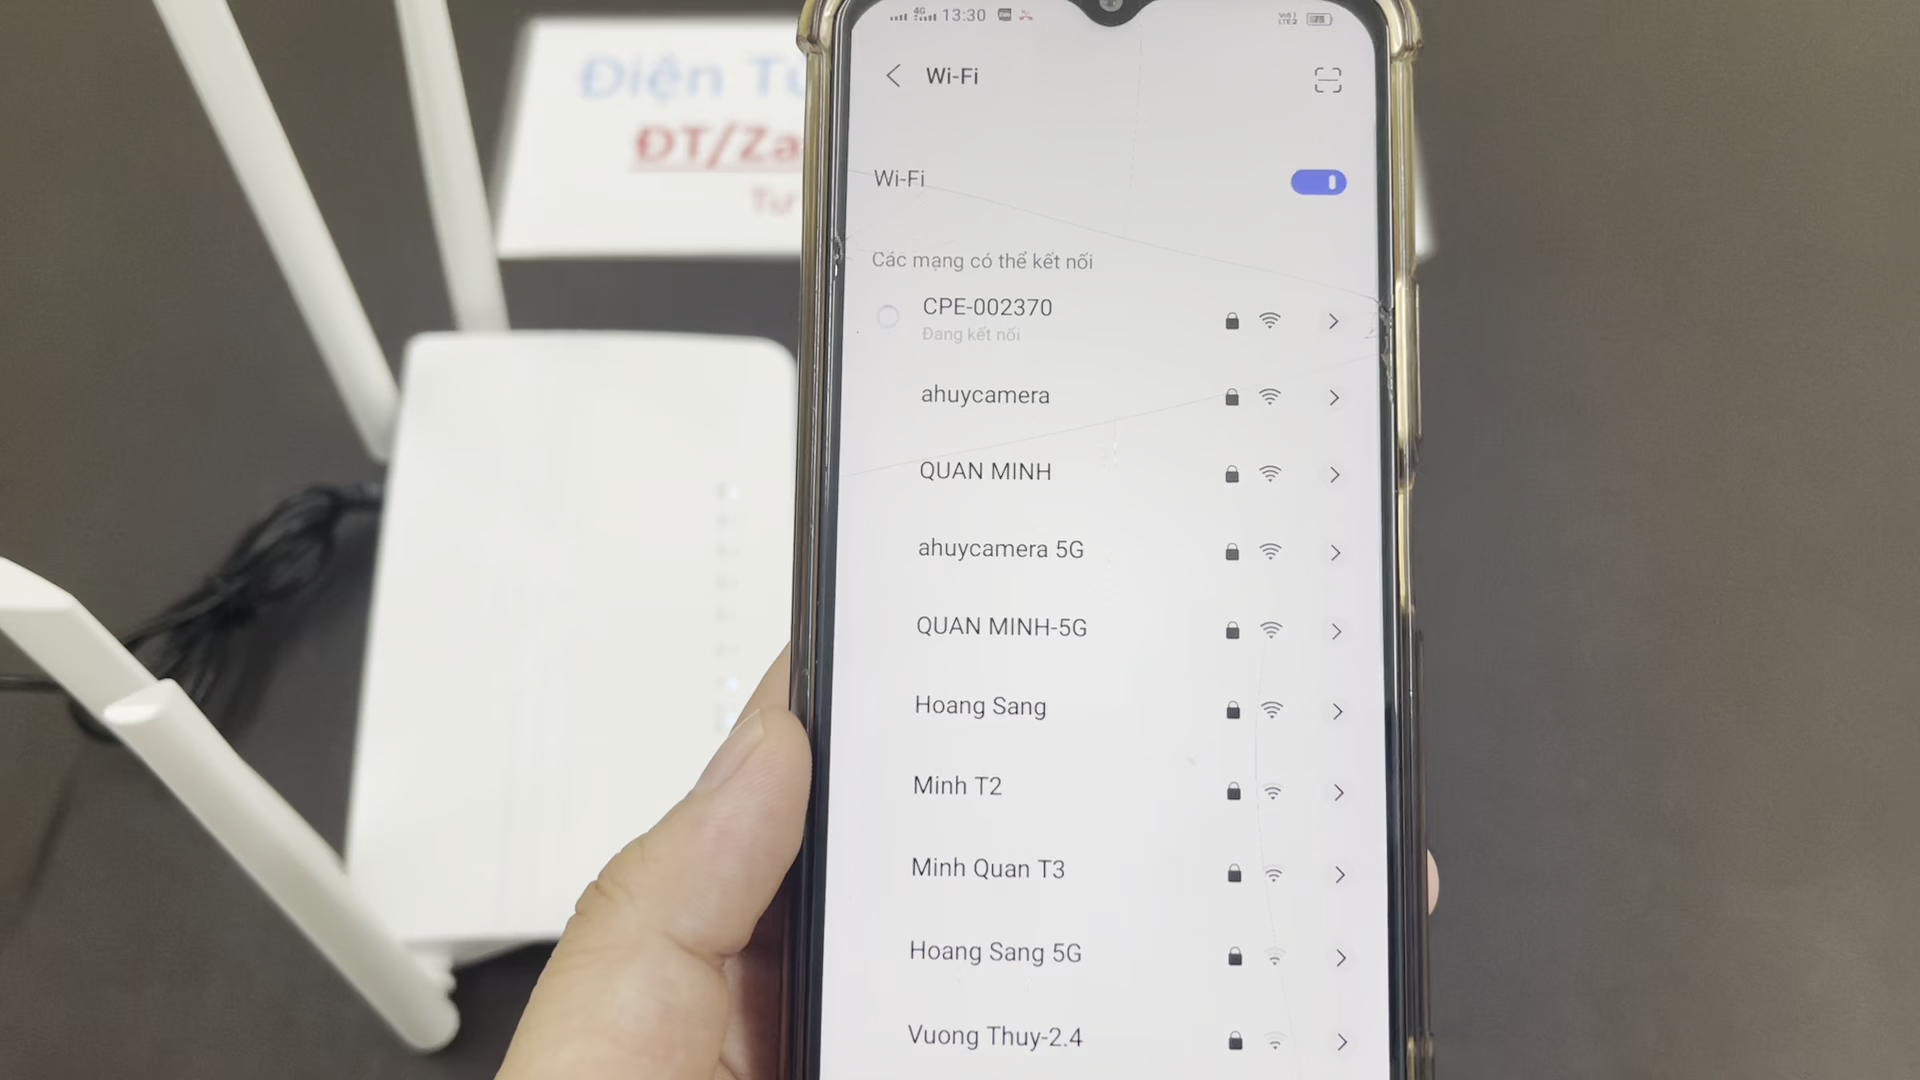 Điện Tử
ĐT/Za
Tư
4G 13:30
Wi-Fi
Wi-Fi
Các mạng có thể kết nối
CPE-002370
Đang kết nối
ahuycamera
QUAN MINH
ahuycamera 5G
QUAN MINH-5G
Hoang Sang
Minh T2
Minh Quan T3
Hoang Sang 5G
Vuong Thuy-2.4